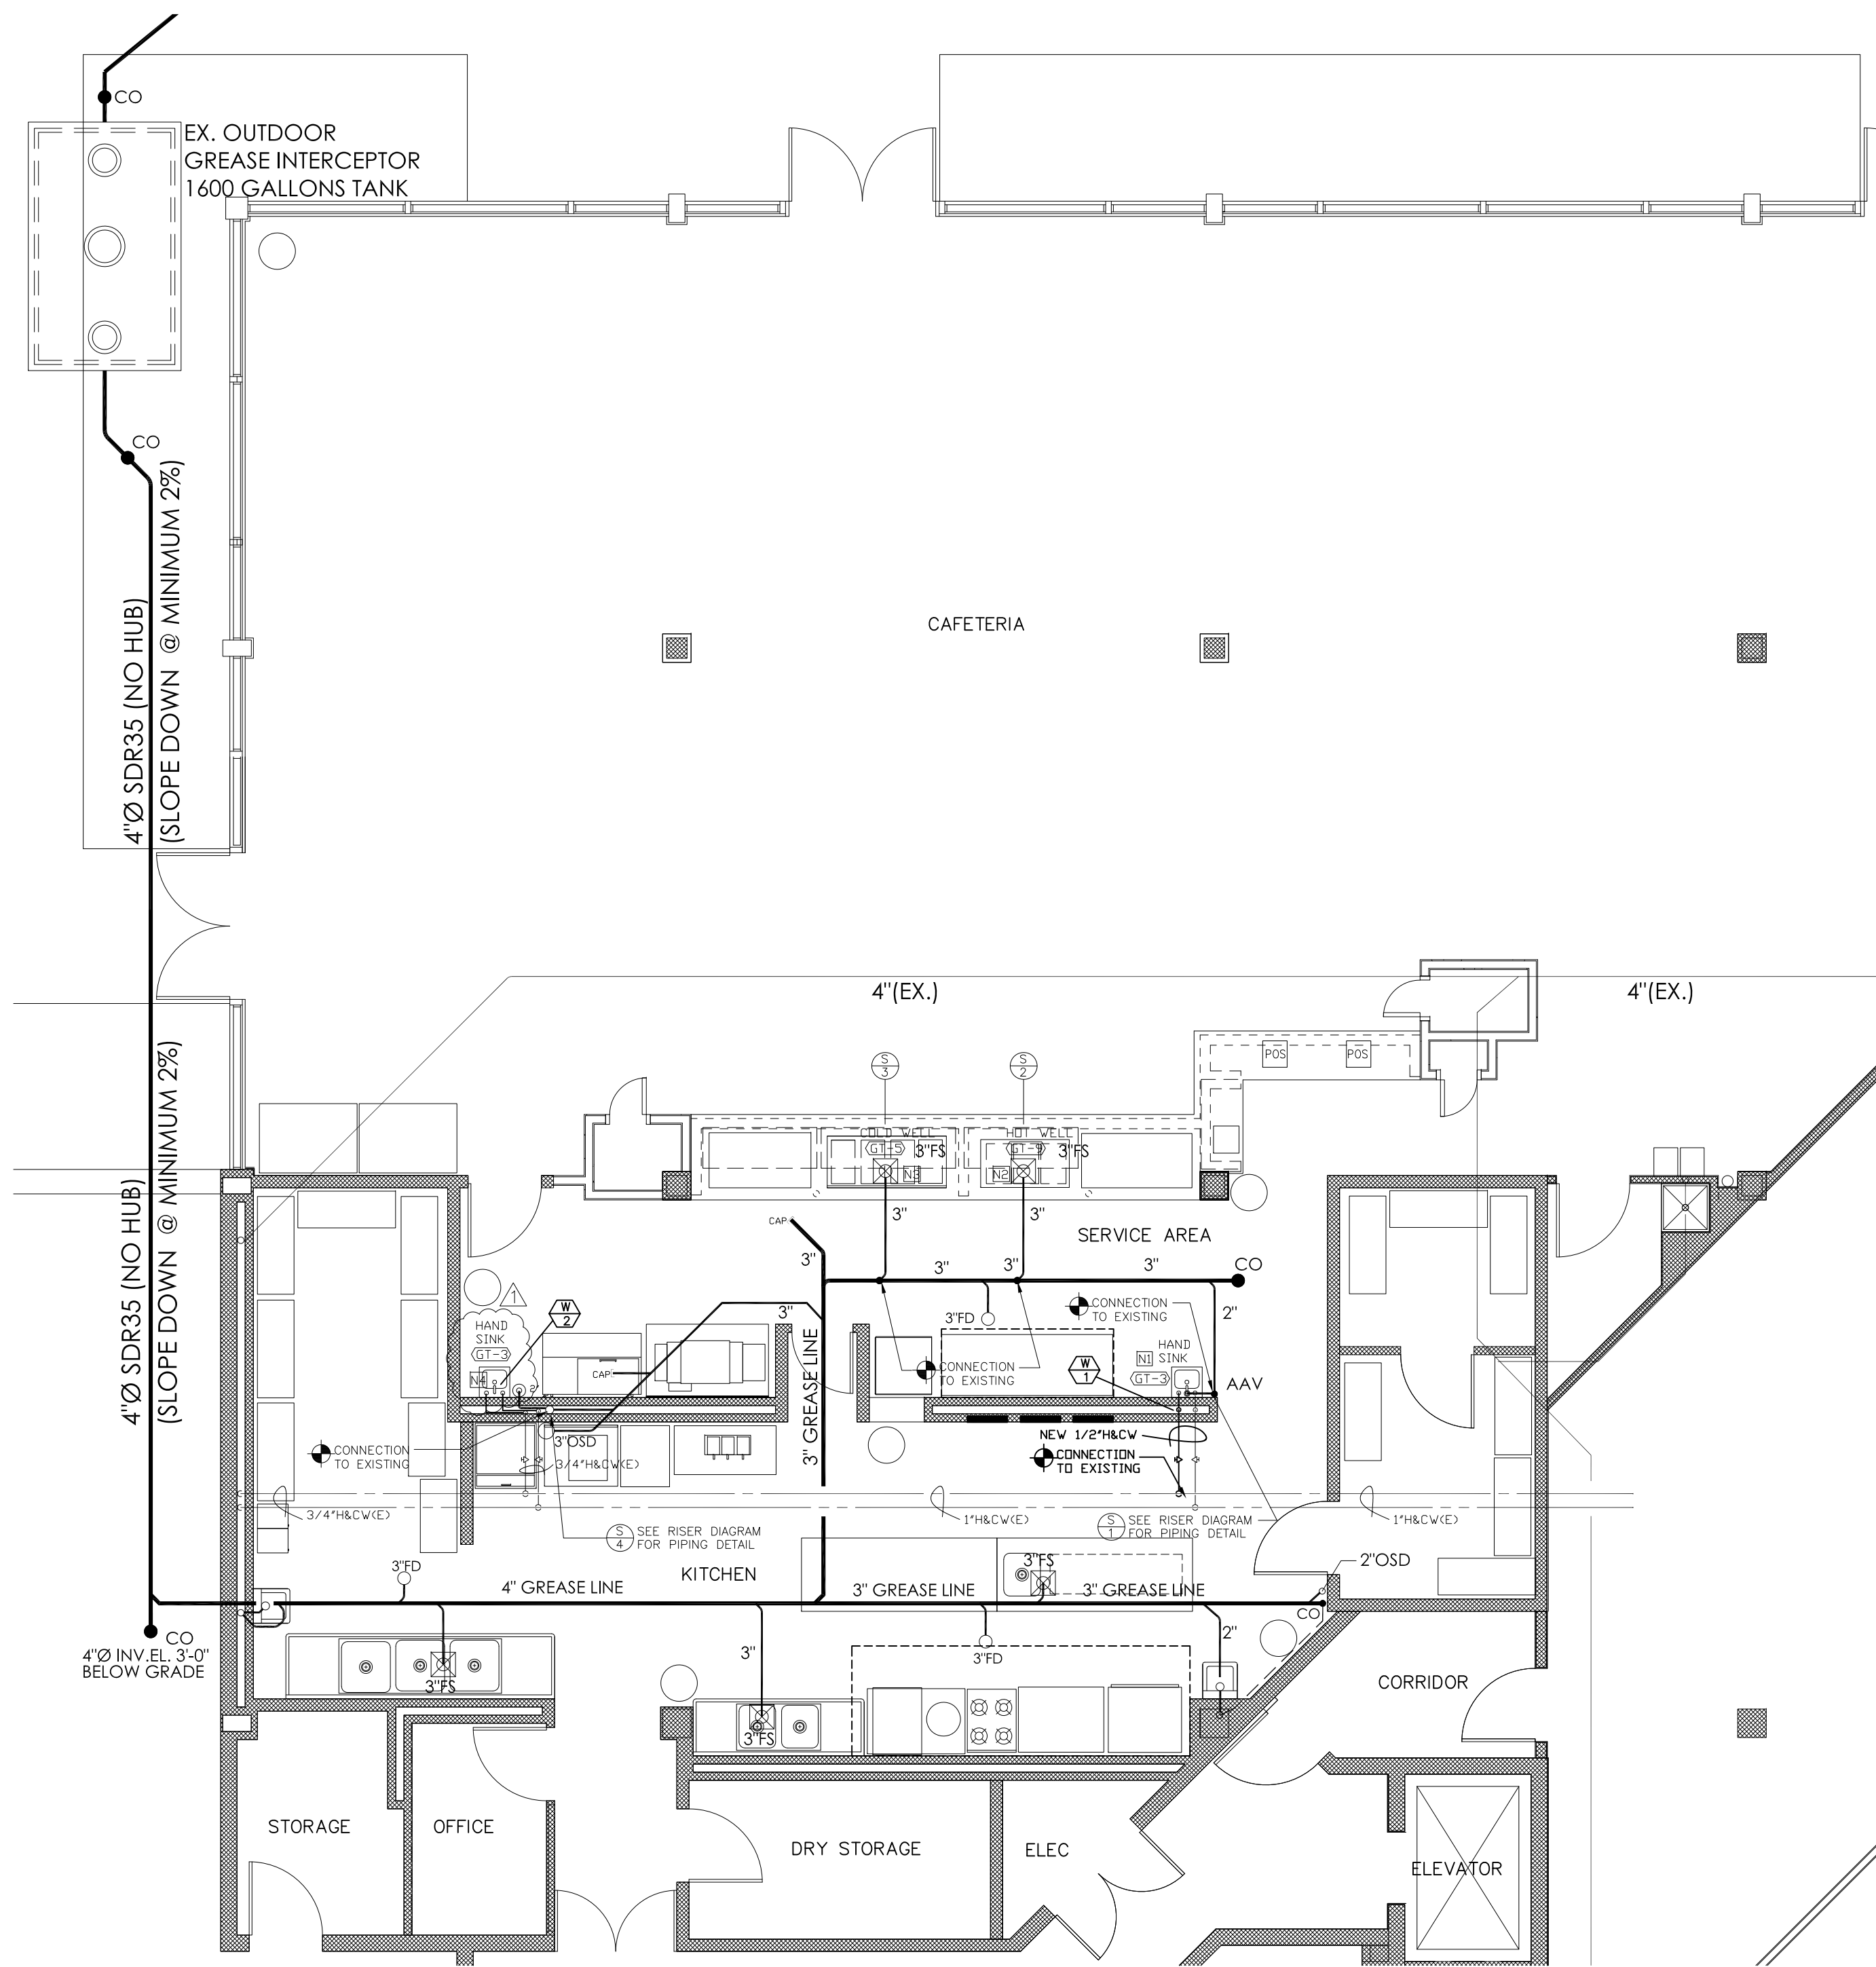 CO
EX. OUTDOOR
GREASE INTERCEPTOR
1600 GALLONS TANK
CO
4"Ø SDR35 (NO HUB)
(SLOPE DOWN @ MINIMUM 2%)
CAFETERIA
4"(EX.)
4"(EX.)
4"Ø SDR35 (NO HUB)
(SLOPE DOWN @ MINIMUM 2%)
POS
POS
S
3
S
2
COLD WELL
GT-5
3"FS
N3
HOT WELL
GT-9
3"FS
N2
CAP.
3"
3"
SERVICE AREA
3"
3"
3"
3"
CO
1
W
2
3"
3"FD
CONNECTION
TO EXISTING
2"
HAND
SINK
GT-3
N4
CAP.
3" GREASE LINE
CONNECTION
TO EXISTING
W
1
HAND
N1 SINK
GT-3
AAV
CONNECTION
TO EXISTING
3"OSD
3/4"H&CW(E)
NEW 1/2"H&CW
CONNECTION
TO EXISTING
3/4"H&CW(E)
S
4
SEE RISER DIAGRAM
FOR PIPING DETAIL
1"H&CW(E)
S
1
SEE RISER DIAGRAM
FOR PIPING DETAIL
1"H&CW(E)
3"FD
4" GREASE LINE
KITCHEN
3" GREASE LINE
3"FS
3" GREASE LINE
2"OSD
CO
CO
4"Ø INV.EL. 3'-0"
BELOW GRADE
3"FS
3"
3"FD
2"
3"FS
CORRIDOR
STORAGE
OFFICE
DRY STORAGE
ELEC
ELEVATOR